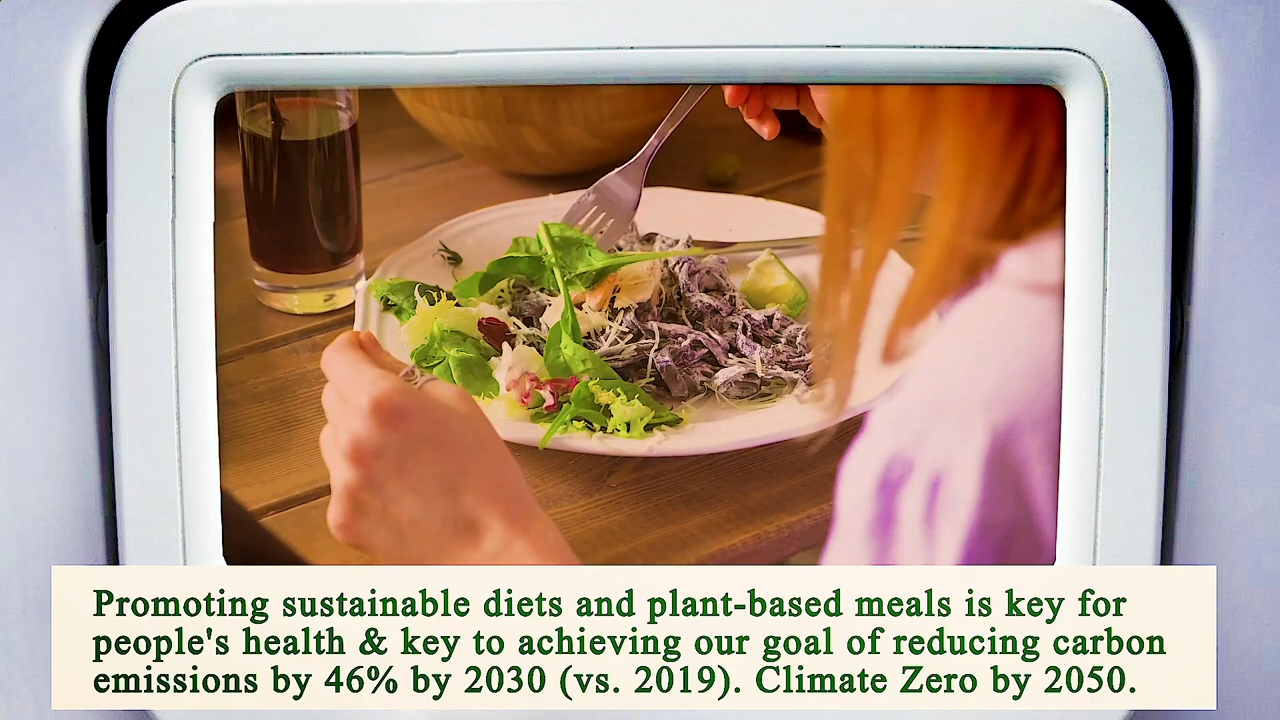 Promoting sustainable diets and plant-based meals is key for
people's health & key to achieving our goal of reducing carbon
emissions by 46% by 2030 (vs. 2019). Climate Zero by 2050.